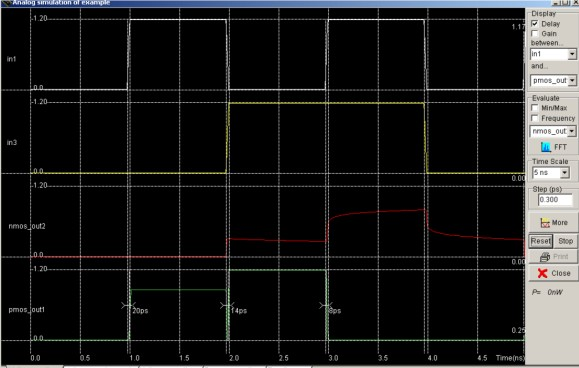 Analog simulation of example
1.20
1.17
in1
0.0
1.20
in3
0.0
0.00
1.20
nmos_out2
0.0
0.00
1.20
pmos_out1
20ps
14ps
8ps
0.0
0.25
0.0 0.5 1.0 1.5 2.0 2.5 3.0 3.5 4.0 4.5 Time(ns)
Display
Delay
Gain
between...
in1
and...
pmos_out
Evaluate
Min/Max
Frequency
nmos_out
FFT
Time Scale
5 ns
Step (ps)
0.300
More
Reset Stop
Print
Close
P= 0nW